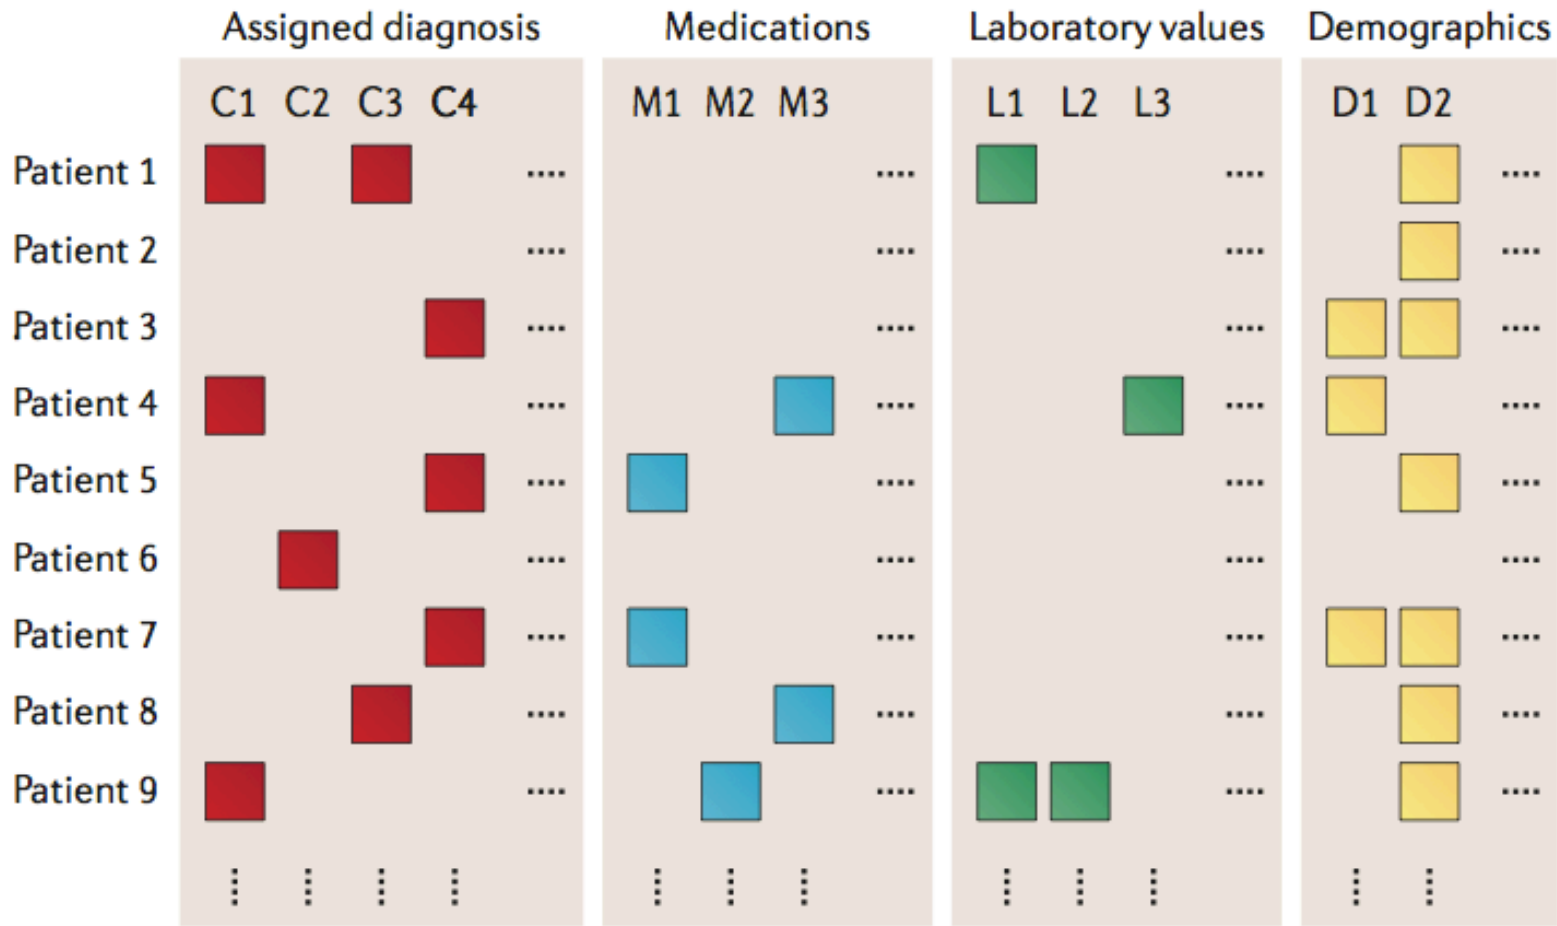 Assigned diagnosis Medications Laboratory values Demographics
C1 C2 C3 C4 M1 M2 M3 L1 L2 L3 D1 D2
Patient 1 .... .... .... ....
Patient 2 .... .... .... ....
Patient 3 .... .... .... ....
Patient 4 .... .... .... ....
Patient 5 .... .... .... ....
Patient 6 .... .... .... ....
Patient 7 .... .... .... ....
Patient 8 .... .... .... ....
Patient 9 .... .... .... ....